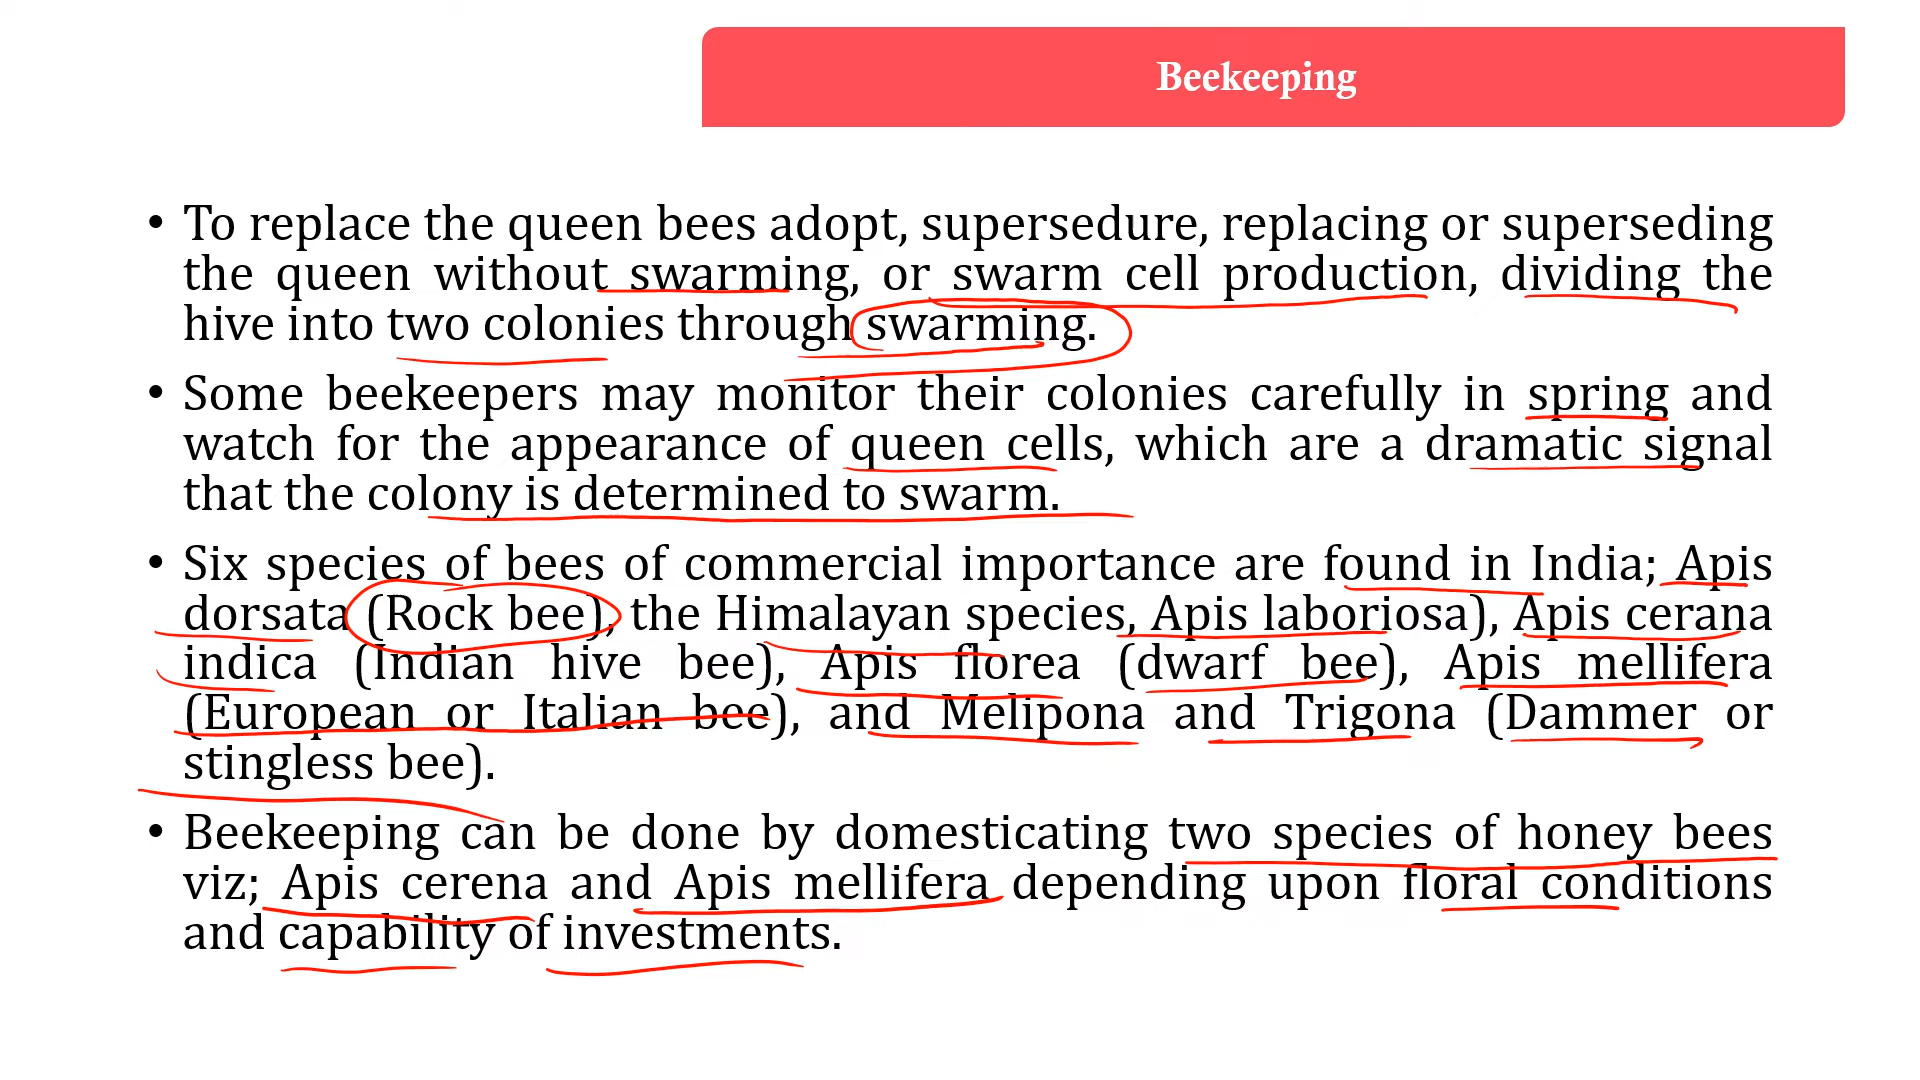 Beekeeping
• To replace the queen bees adopt, supersedure, replacing or superseding
the queen without swarming, or swarm cell production, dividing the
hive into two colonies through swarming.
• Some beekeepers may monitor their colonies carefully in spring and
watch for the appearance of queen cells, which are a dramatic signal
that the colony is determined to swarm.
• Six species of bees of commercial importance are found in India; Apis
dorsata (Rock bee), the Himalayan species, Apis laboriosa), Apis cerana
indica (Indian hive bee), Apis florea (dwarf bee), Apis mellifera
(European or Italian bee), and Melipona and Trigona (Dammer or
stingless bee).
• Beekeeping can be done by domesticating two species of honey bees
viz; Apis cerena and Apis mellifera depending upon floral conditions
and capability of investments.